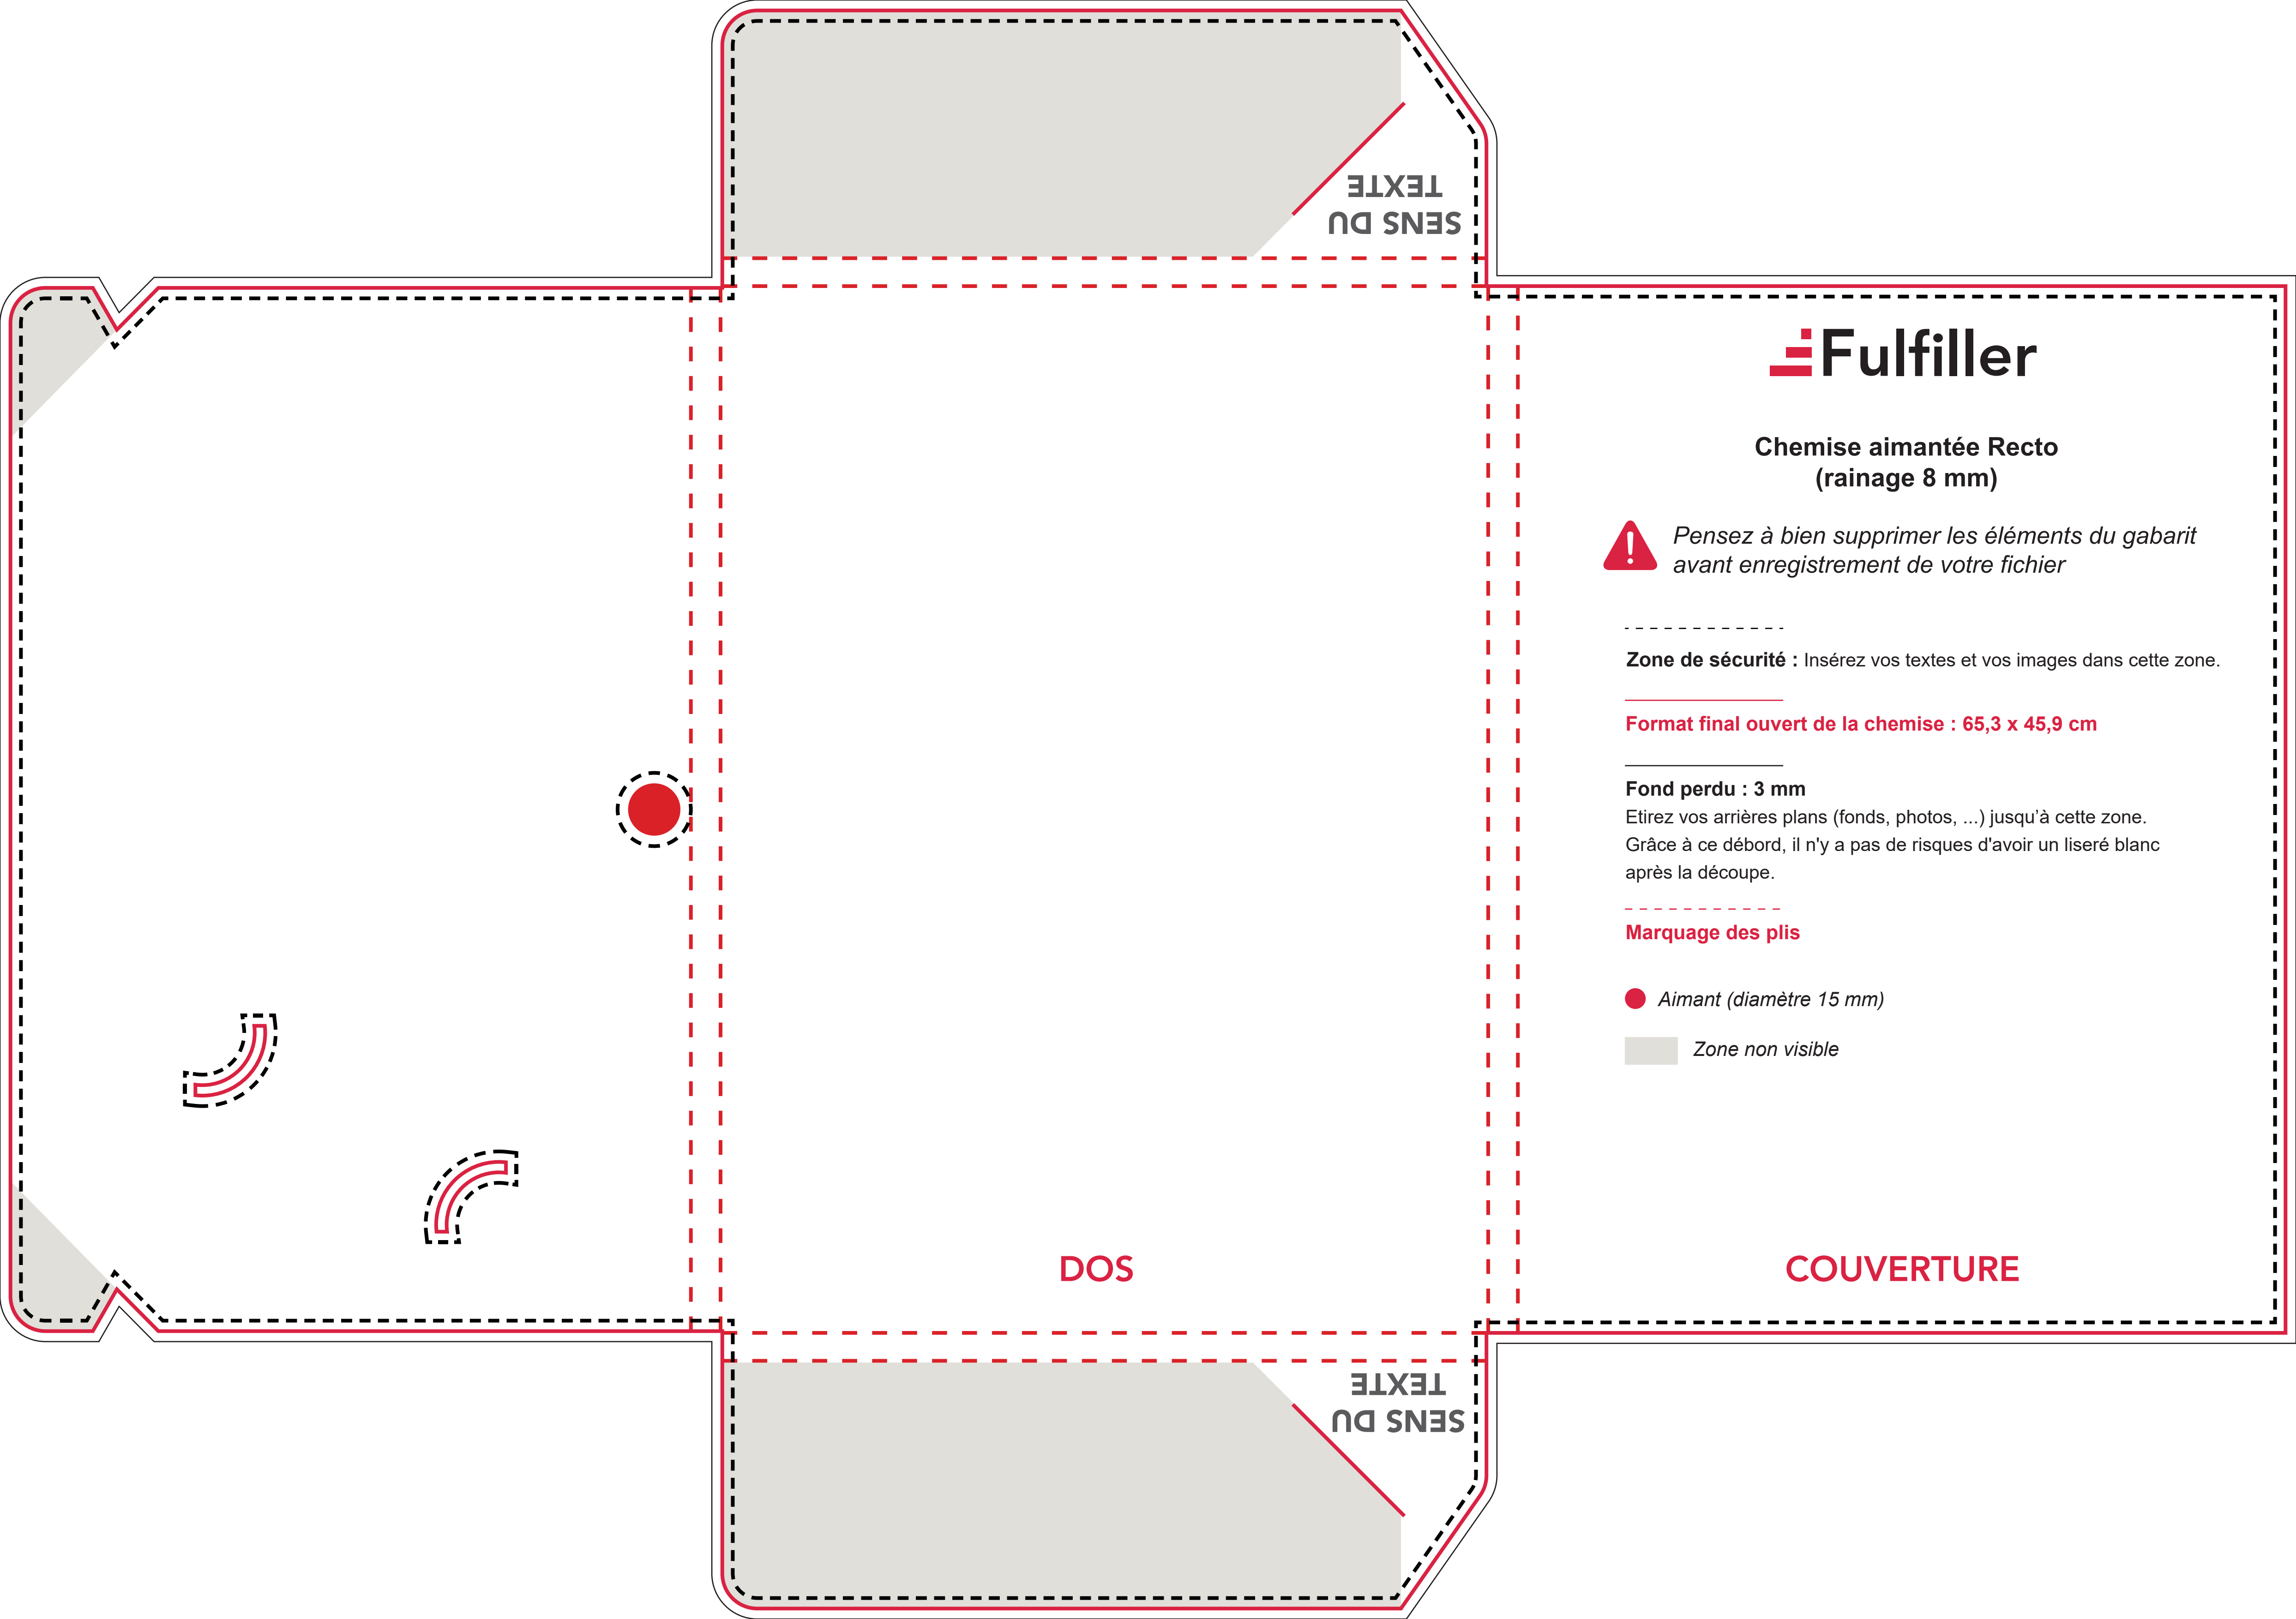 SENS DU
TEXTE
Fulfiller
Chemise aimantée Recto
(rainage 8 mm)
Pensez à bien supprimer les éléments du gabarit
avant enregistrement de votre fichier
Zone de sécurité : Insérez vos textes et vos images dans cette zone.
Format final ouvert de la chemise : 65,3 x 45,9 cm
Fond perdu : 3 mm
Etirez vos arrières plans (fonds, photos, ...) jusqu’à cette zone.
Grâce à ce débord, il n'y a pas de risques d'avoir un liseré blanc
après la découpe.
Marquage des plis
Aimant (diamètre 15 mm)
Zone non visible
DOS
COUVERTURE
SENS DU
TEXTE